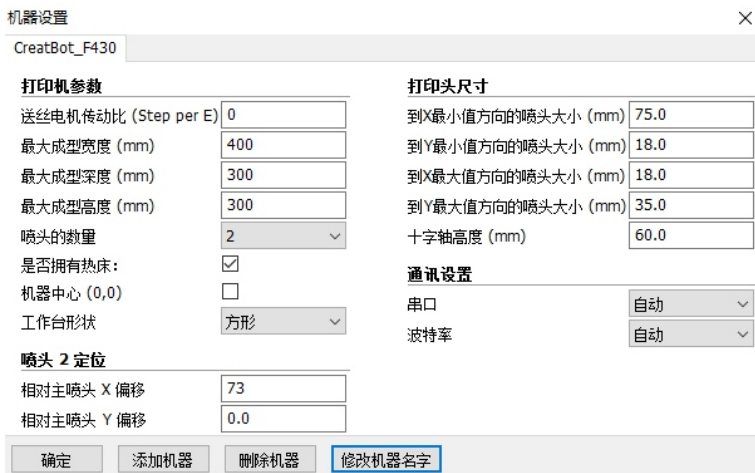 机器设置
CreatBot_F430
打印机参数
送丝电机传动比 (Step per E) 0
最大成型宽度 (mm) 400
最大成型深度 (mm) 300
最大成型高度 (mm) 300
喷头的数量 2
是否拥有热床:
机器中心 (0,0)
工作台形状 方形
喷头 2 定位
相对主喷头 X 偏移 73
相对主喷头 Y 偏移 0.0
打印头尺寸
到X最小值方向的喷头大小 (mm) 75.0
到Y最小值方向的喷头大小 (mm) 18.0
到X最大值方向的喷头大小 (mm) 18.0
到Y最大值方向的喷头大小 (mm) 35.0
十字轴高度 (mm) 60.0
通讯设置
串口 自动
波特率 自动
确定 添加机器 删除机器 修改机器名字